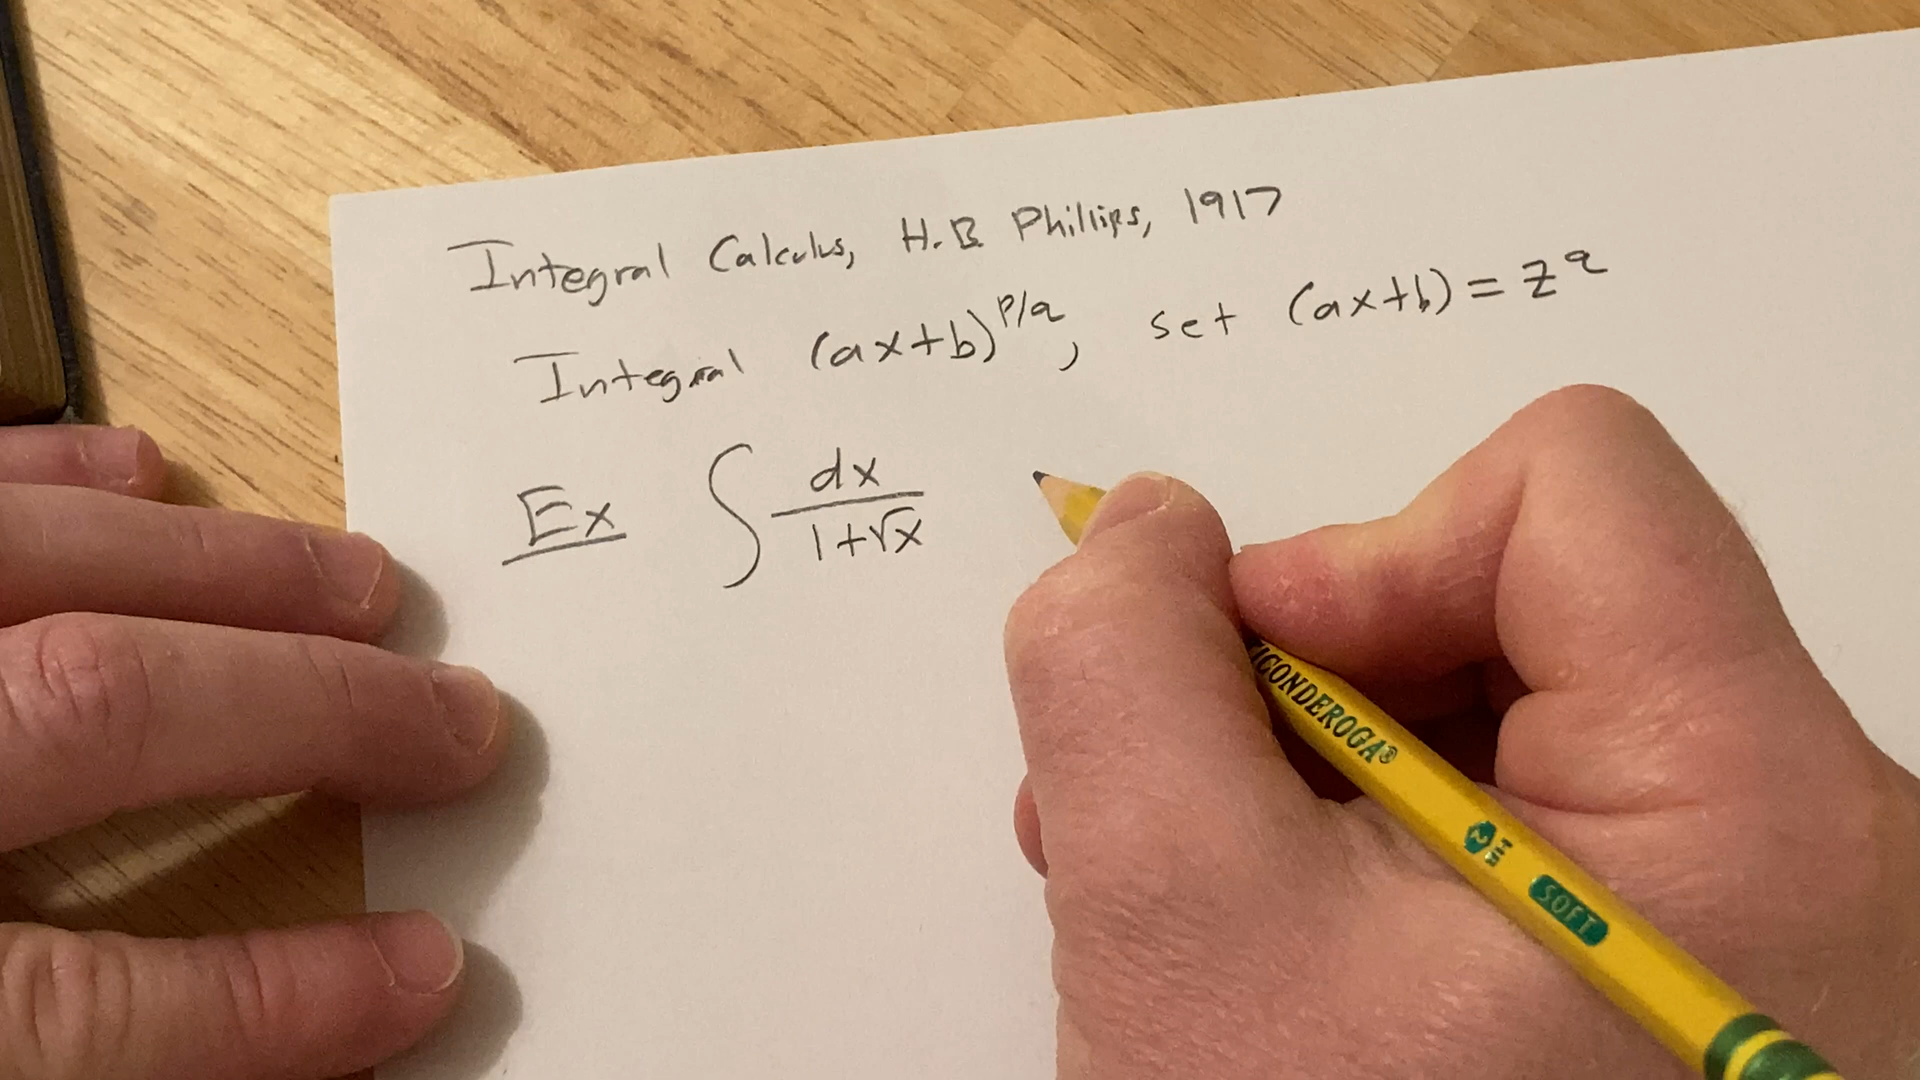 Integral Calculus, H.B Phillips, 1917
Integral (ax+b)^{p/q}, set (ax+b) = z^q
Ex ∫ dx/(1+√x)
TICONDEROGA®
SOFT